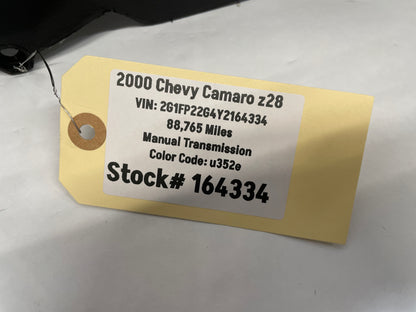 2000 Chevy Camaro z28
VIN: 2G1FP22G4Y2164334
88,765 Miles
Manual Transmission
Color Code: u352e
Stock# 164334